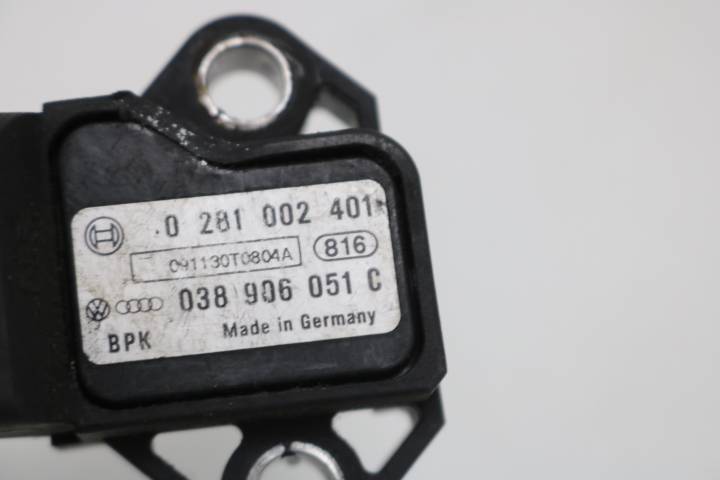 0 281 002 401
091130T0804A 816
038 906 051 C
BPK Made in Germany